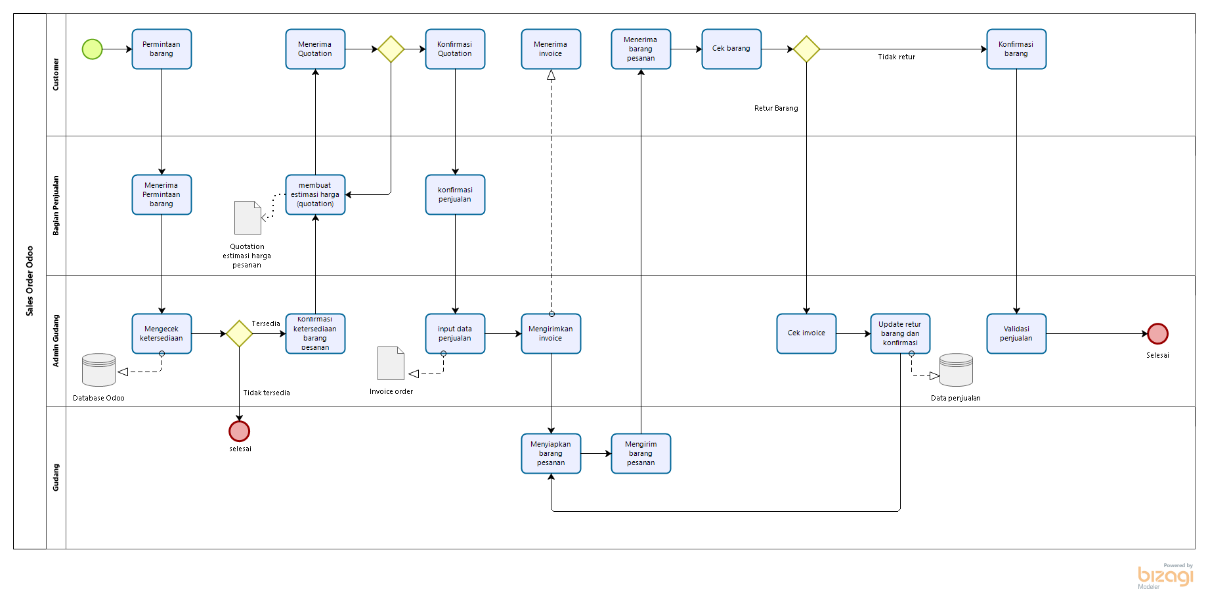 Sales Order Odoo
Customer
Permintaan
barang
Menerima
Quotation
Konfirmasi
Quotation
Menerima
invoice
Menerima
barang
pesanan
Cek barang
Tidak retur
Konfirmasi
barang
Retur Barang
Bagian Penjualan
Menerima
Permintaan
barang
membuat
estimasi harga
(quotation)
konfirmasi
penjualan
Quotation
estimasi harga
pesanan
Admin Gudang
Mengecek
ketersediaan
Tersedia
Konfirmasi
ketersediaan
barang
pesanan
input data
penjualan
Mengirimkan
invoice
Cek invoice
Update retur
barang dan
konfirmasi
Validasi
penjualan
Selesai
Database Odoo
Tidak tersedia
Invoice order
Data penjualan
Gudang
selesai
Menyiapkan
barang
pesanan
Mengirim
barang
pesanan
Powered by
bizagi
Modeler